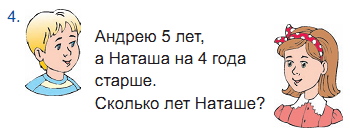 4.
Андрею 5 лет,
а Наташа на 4 года
старше.
Сколько лет Наташе?